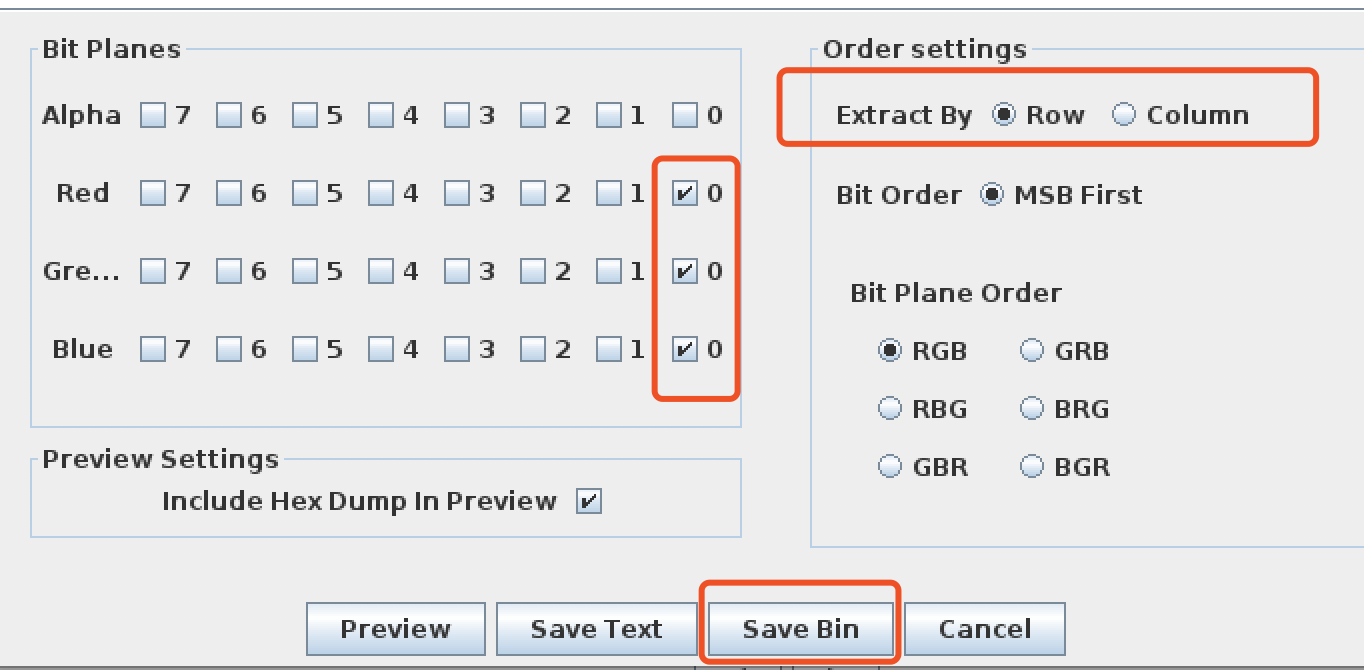 Bit Planes
Alpha 7 6 5 4 3 2 1 0
Red 7 6 5 4 3 2 1 0
Gre... 7 6 5 4 3 2 1 0
Blue 7 6 5 4 3 2 1 0
Preview Settings
Include Hex Dump In Preview
Order settings
Extract By Row Column
Bit Order MSB First
Bit Plane Order
RGB GRB
RBG BRG
GBR BGR
Preview Save Text Save Bin Cancel